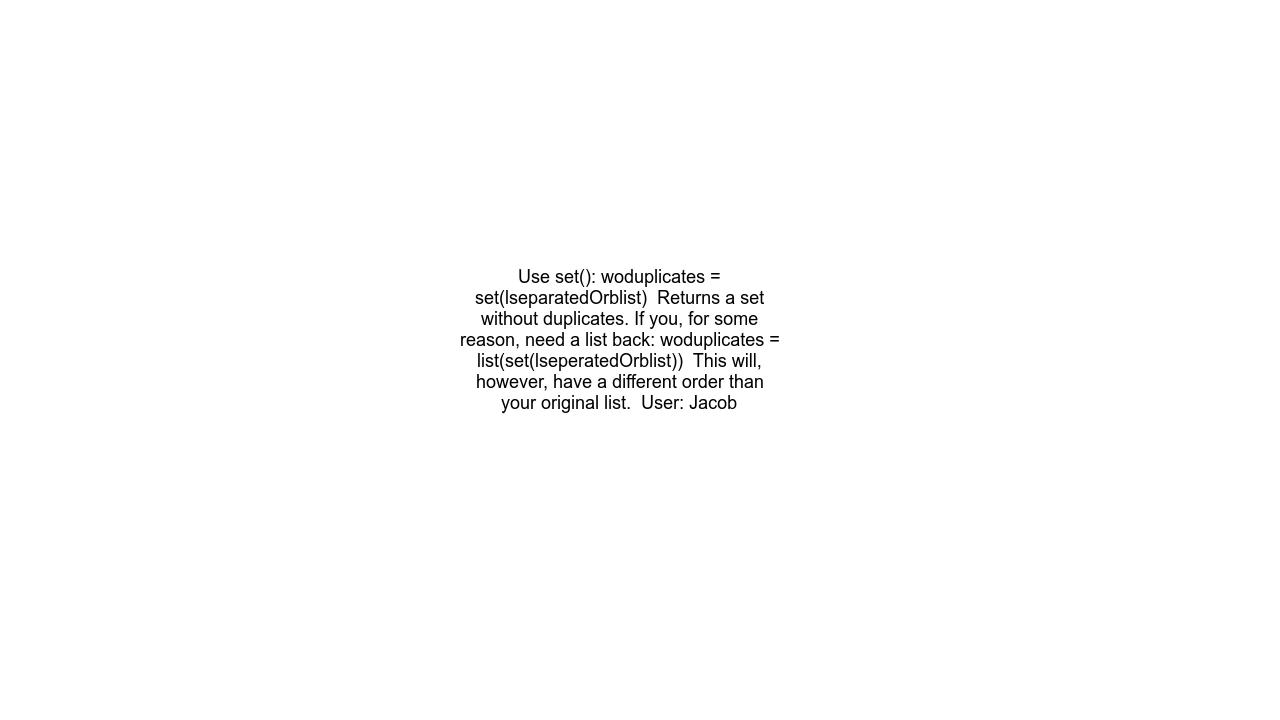 Use set(): woduplicates =
set(lseparatedOrblist)  Returns a set
without duplicates. If you, for some
reason, need a list back: woduplicates =
list(set(lseperatedOrblist))  This will,
however, have a different order than
your original list.  User: Jacob